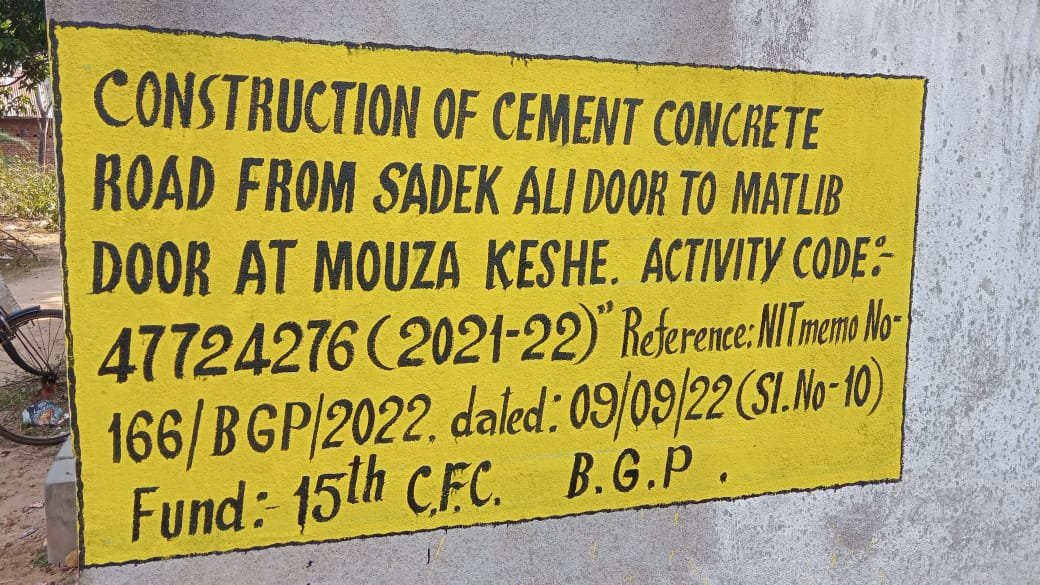 CONSTRUCTION OF CEMENT CONCRETE
ROAD FROM SADEK ALI DOOR TO MATLIB
DOOR AT MOUZA KESHE. ACTIVITY CODE:-
47724276 (2021-22)" Reference: NIT memo No-
166/BGP/2022. dated: 09/09/22 (Sl. No-10)
Fund:- 15th C.F.C. B.G.P.